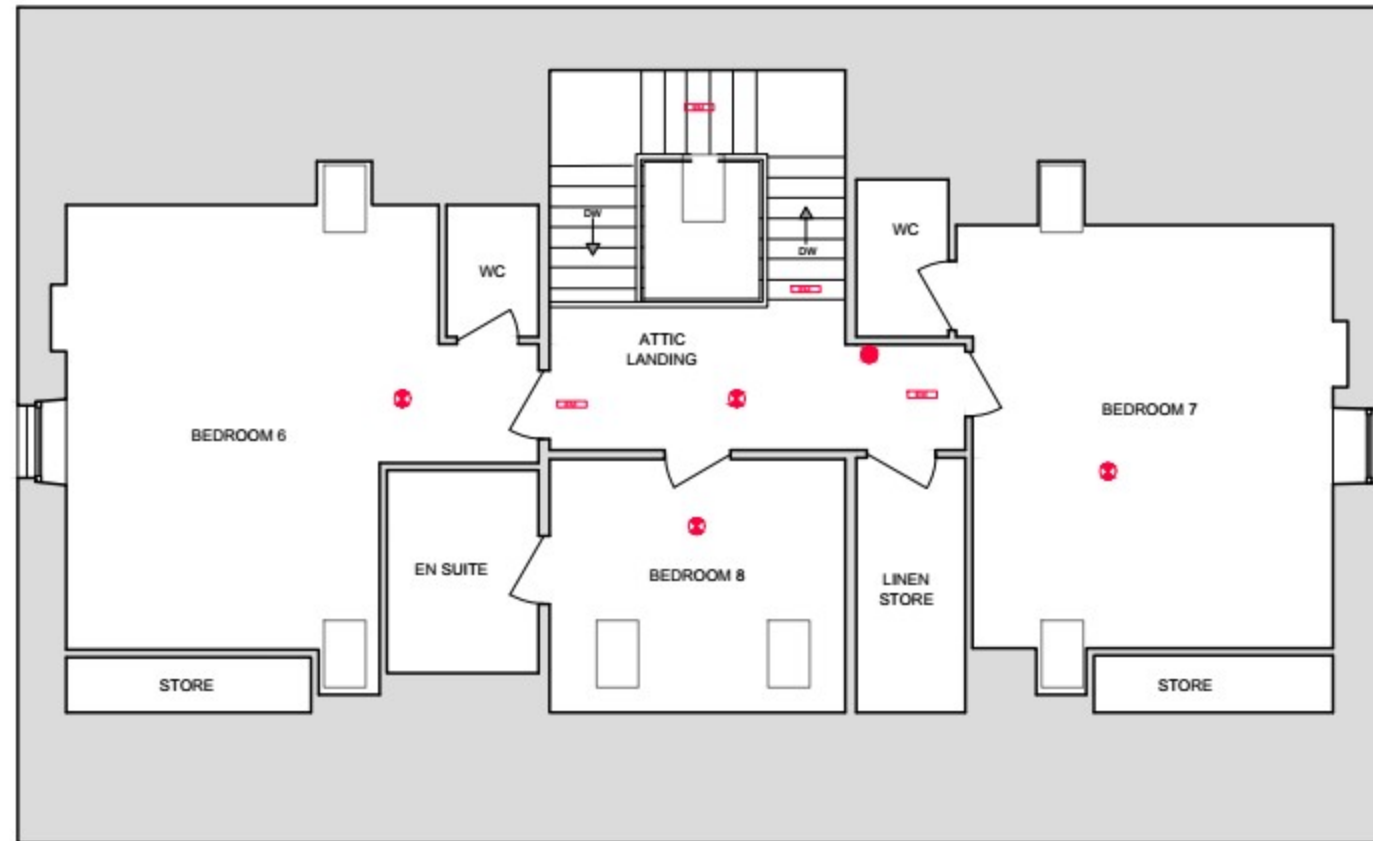 DW
WC
DW
WC
ATTIC
LANDING
BEDROOM 6
BEDROOM 7
EN SUITE
BEDROOM 8
LINEN
STORE
STORE
STORE